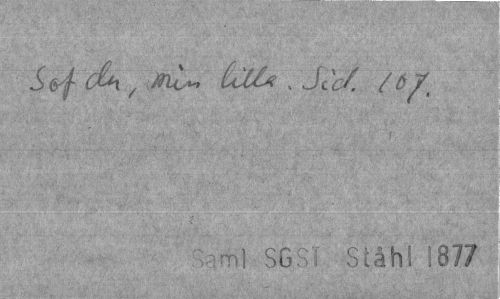 Sof du, min lilla. Sid. 107.
Saml SGST Ståhl 1877